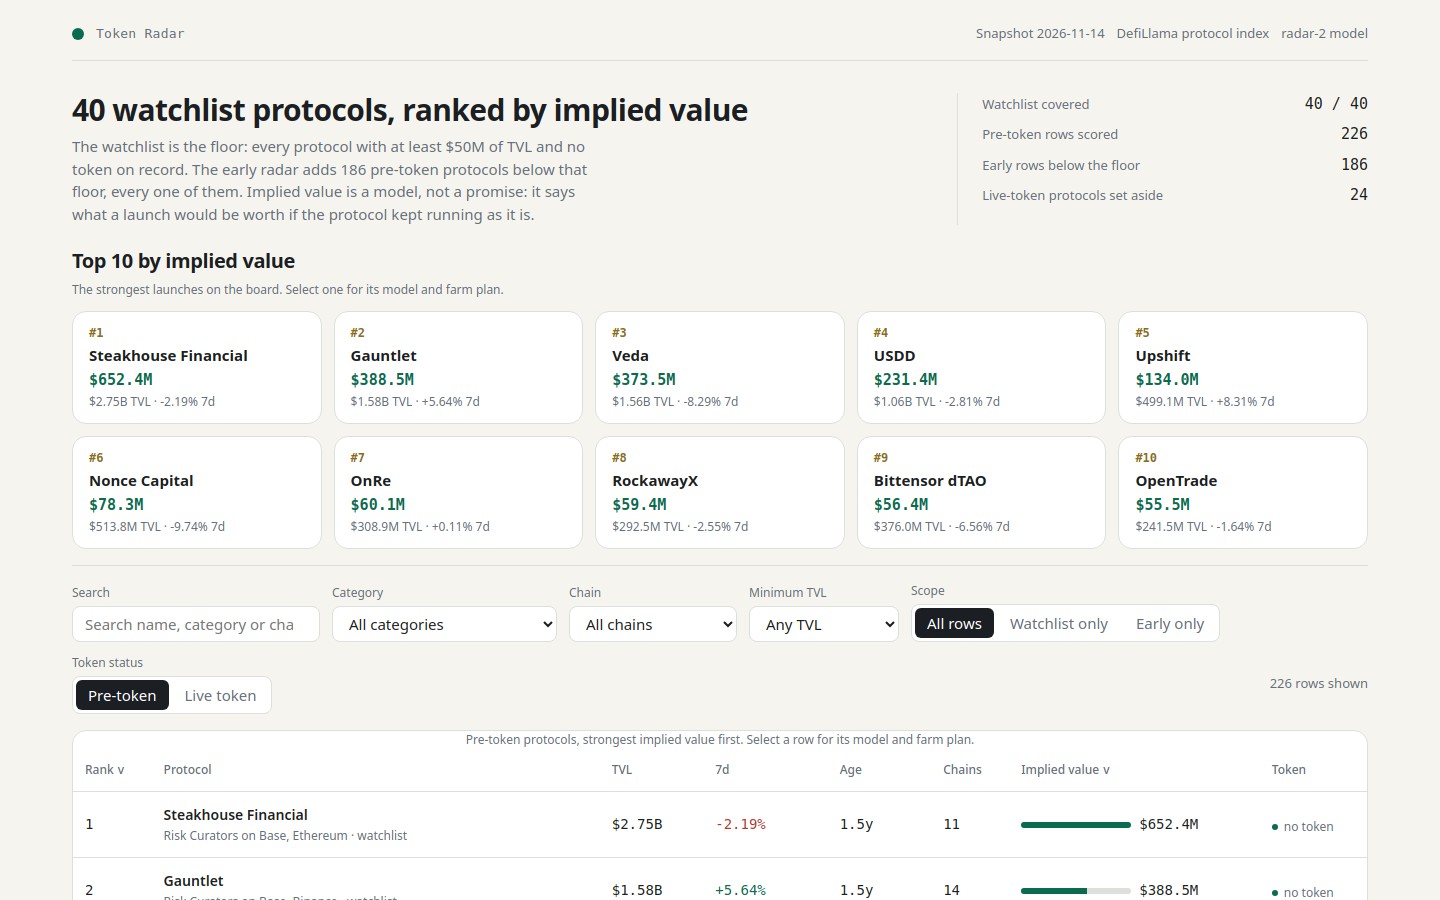 Token Radar
Snapshot 2026-11-14 DefiLlama protocol index radar-2 model
40 watchlist protocols, ranked by implied value
The watchlist is the floor: every protocol with at least $50M of TVL and no
token on record. The early radar adds 186 pre-token protocols below that
floor, every one of them. Implied value is a model, not a promise: it says
what a launch would be worth if the protocol kept running as it is.
Watchlist covered 40 / 40
Pre-token rows scored 226
Early rows below the floor 186
Live-token protocols set aside 24
Top 10 by implied value
The strongest launches on the board. Select one for its model and farm plan.
#1
Steakhouse Financial
$652.4M
$2.75B TVL · -2.19% 7d
#2
Gauntlet
$388.5M
$1.58B TVL · +5.64% 7d
#3
Veda
$373.5M
$1.56B TVL · -8.29% 7d
#4
USDD
$231.4M
$1.06B TVL · -2.81% 7d
#5
Upshift
$134.0M
$499.1M TVL · +8.31% 7d
#6
Nonce Capital
$78.3M
$513.8M TVL · -9.74% 7d
#7
OnRe
$60.1M
$308.9M TVL · +0.11% 7d
#8
RockawayX
$59.4M
$292.5M TVL · -2.55% 7d
#9
Bittensor dTAO
$56.4M
$376.0M TVL · -6.56% 7d
#10
OpenTrade
$55.5M
$241.5M TVL · -1.64% 7d
Search Category Chain Minimum TVL Scope
Search name, category or cha All categories All chains Any TVL All rows Watchlist only Early only
Token status
Pre-token Live token
226 rows shown
Pre-token protocols, strongest implied value first. Select a row for its model and farm plan.
Rank v Protocol TVL 7d Age Chains Implied value v Token
1 Steakhouse Financial $2.75B -2.19% 1.5y 11 $652.4M no token
Risk Curators on Base, Ethereum · watchlist
2 Gauntlet $1.58B +5.64% 1.5y 14 $388.5M no token
Risk Curators on Base, Binance · watchlist